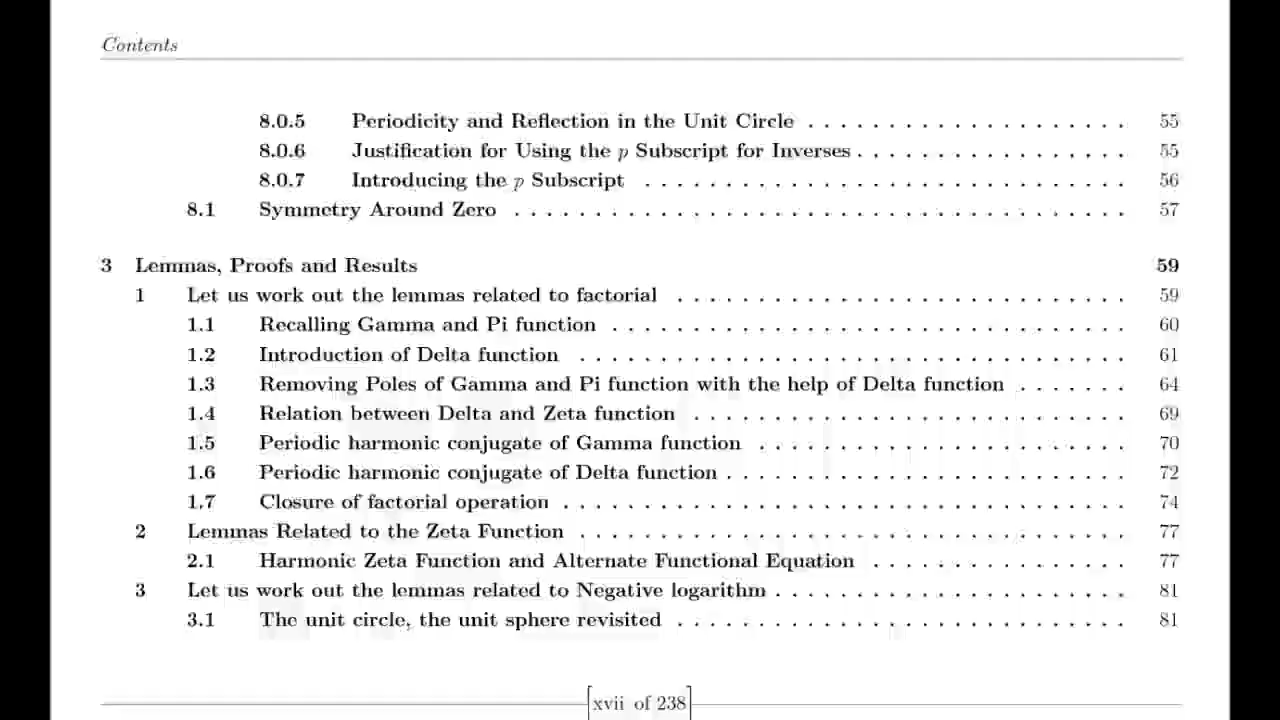 Contents
8.0.5 Periodicity and Reflection in the Unit Circle . . . . . . . . . . . . . . . . . . . . 55
8.0.6 Justification for Using the p Subscript for Inverses . . . . . . . . . . . . . . . . . 55
8.0.7 Introducing the p Subscript . . . . . . . . . . . . . . . . . . . . . . . . . . . . . . 56
8.1 Symmetry Around Zero . . . . . . . . . . . . . . . . . . . . . . . . . . . . . . . . . . . . . . 57
3 Lemmas, Proofs and Results 59
1 Let us work out the lemmas related to factorial . . . . . . . . . . . . . . . . . . . . . . . . . . . . 59
1.1 Recalling Gamma and Pi function . . . . . . . . . . . . . . . . . . . . . . . . . . . . . . . . 60
1.2 Introduction of Delta function . . . . . . . . . . . . . . . . . . . . . . . . . . . . . . . . . . 61
1.3 Removing Poles of Gamma and Pi function with the help of Delta function . . . . . . . 64
1.4 Relation between Delta and Zeta function . . . . . . . . . . . . . . . . . . . . . . . . . . . 69
1.5 Periodic harmonic conjugate of Gamma function . . . . . . . . . . . . . . . . . . . . . . . 70
1.6 Periodic harmonic conjugate of Delta function . . . . . . . . . . . . . . . . . . . . . . . . . 72
1.7 Closure of factorial operation . . . . . . . . . . . . . . . . . . . . . . . . . . . . . . . . . . . 74
2 Lemmas Related to the Zeta Function . . . . . . . . . . . . . . . . . . . . . . . . . . . . . . . . . . 77
2.1 Harmonic Zeta Function and Alternate Functional Equation . . . . . . . . . . . . . . . . 77
3 Let us work out the lemmas related to Negative logarithm . . . . . . . . . . . . . . . . . . . . . . 81
3.1 The unit circle, the unit sphere revisited . . . . . . . . . . . . . . . . . . . . . . . . . . . . 81
xvii of 238